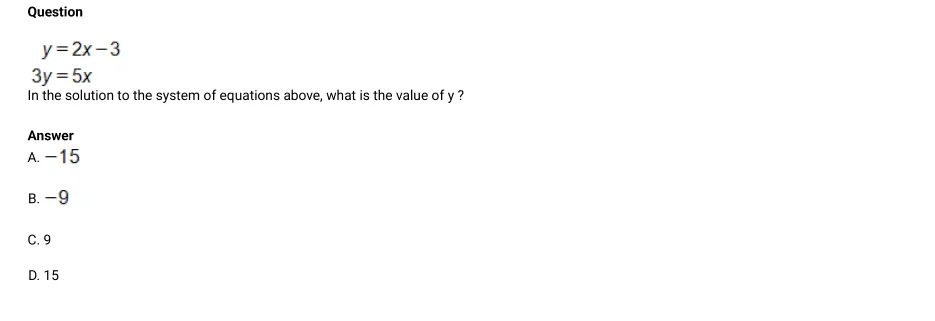 Question
y=2x−3
3y=5x
In the solution to the system of equations above, what is the value of y ?
Answer
A. −15
B. −9
C. 9
D. 15